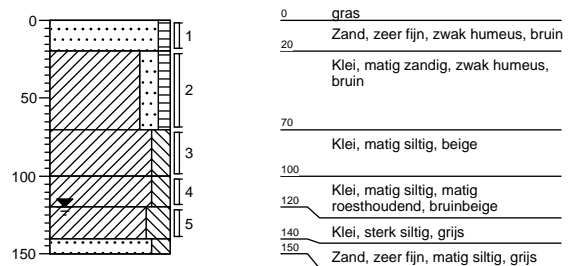 0
50
100
150
1
2
3
4
5
0 gras
Zand, zeer fijn, zwak humeus, bruin
20
Klei, matig zandig, zwak humeus,
bruin
70
Klei, matig siltig, beige
100
Klei, matig siltig, matig
roesthoudend, bruinbeige
120
Klei, sterk siltig, grijs
140
150
Zand, zeer fijn, matig siltig, grijs